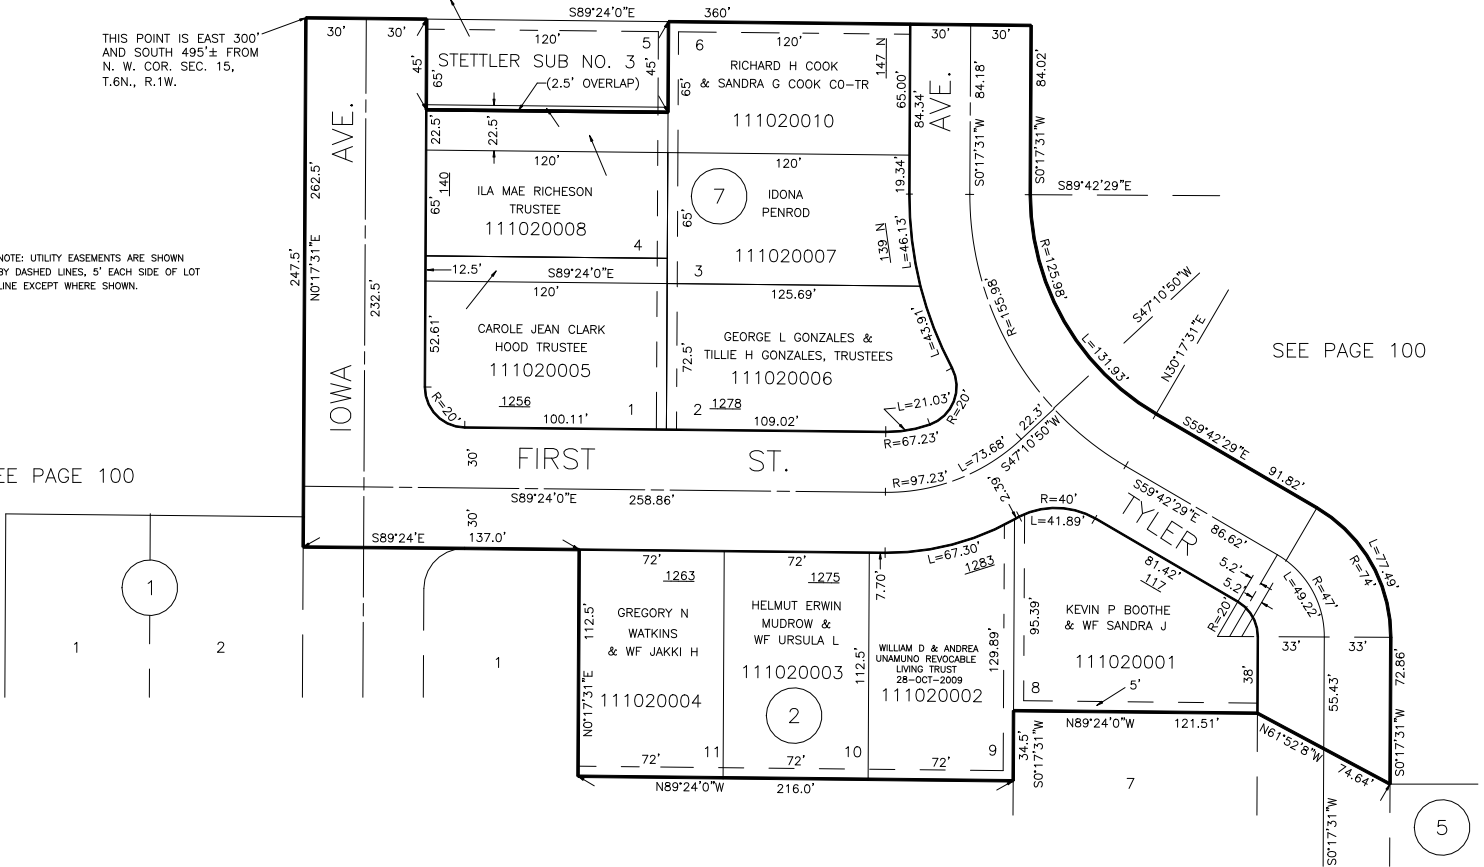 THIS POINT IS EAST 300'
AND SOUTH 495'± FROM
N. W. COR. SEC. 15,
T.6N., R.1W.
S89°24'0"E
360'
30'
30'
120'
5
STETTLER SUB NO. 3
45'
65'
45'
(2.5' OVERLAP)
6
120'
147 N
65'
RICHARD H COOK
& SANDRA G COOK CO-TR
111020010
65.00'
84.34'
30'
30'
AVE.
84.18'
S0°17'31"W
84.02'
S0°17'31"W
S89°42'29"E
AVE.
262.5'
22.5'
22.5'
120'
140
65'
ILA MAE RICHESON
TRUSTEE
111020008
4
120'
7
65'
IDONA
PENROD
111020007
3
19.34'
139 N
L=46.13'
NOTE: UTILITY EASEMENTS ARE SHOWN
BY DASHED LINES, 5' EACH SIDE OF LOT
LINE EXCEPT WHERE SHOWN.
247.5'
N0°17'31"E
232.5'
12.5'
S89°24'0"E
120'
52.61'
CAROLE JEAN CLARK
HOOD TRUSTEE
111020005
1256
1
R=20'
100.11'
125.69'
72.5'
GEORGE L GONZALES &
TILLIE H GONZALES, TRUSTEES
111020006
2
1278
109.02'
L=43.91'
L=21.03'
R=20'
R=67.23'
R=155.98'
R=125.98'
L=131.93'
S47°10'50"W
N30°17'31"E
SEE PAGE 100
IOWA
30'
FIRST
ST.
R=97.23'
L=73.68'
22.3'
S47°10'50"W
S59°42'29"E
91.82'
EE PAGE 100
S89°24'0"E
258.86'
30'
S89°24'E
137.0'
2.39'
R=40'
L=41.89'
L=67.30'
1283
TYLER
S59°42'29"E
86.62'
81.42'
117
5.2'
5.2'
R=20'
L=49.22'
R=47'
L=77.49'
R=74'
1
1
2
1
112.5'
N0°17'31"E
72'
1263
GREGORY N
WATKINS
& WF JAKKI H
111020004
11
72'
72'
1275
HELMUT ERWIN
MUDROW &
WF URSULA L
111020003
2
10
72'
112.5'
7.70'
WILLIAM D & ANDREA
UNAMUNO REVOCABLE
LIVING TRUST
28-OCT-2009
111020002
129.89'
9
72'
95.39'
KEVIN P BOOTHE
& WF SANDRA J
111020001
8
5'
38'
33'
33'
55.43'
72.86'
S0°17'31"W
N89°24'0"W
121.51'
34.5'
S0°17'31"W
N61°52'8"W
74.64'
N89°24'0"W
216.0'
7
S0°17'31"W
5